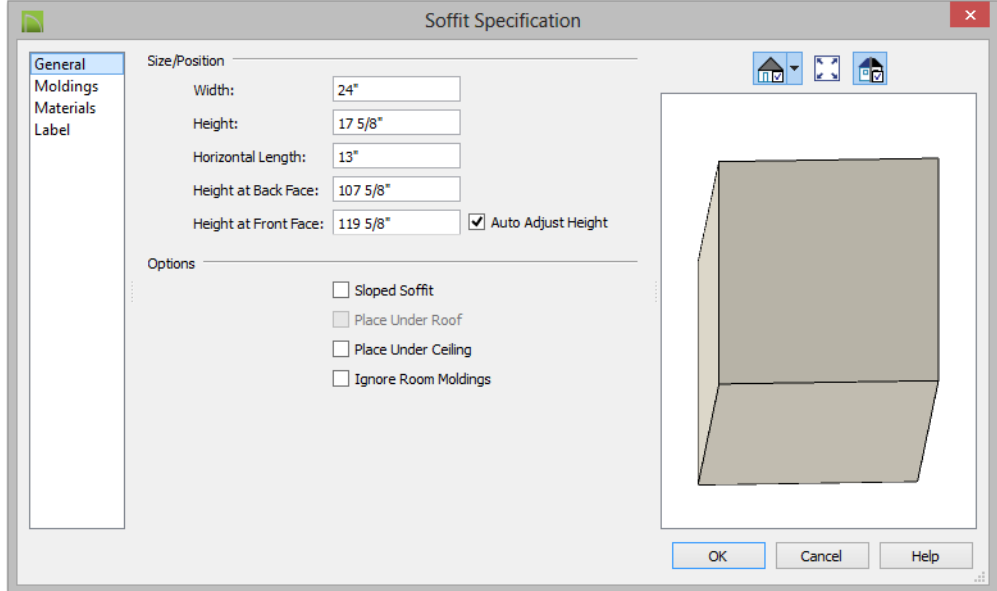 Soffit Specification
General
Moldings
Materials
Label
Size/Position
Width: 24"
Height: 17 5/8"
Horizontal Length: 13"
Height at Back Face: 107 5/8"
Height at Front Face: 119 5/8" Auto Adjust Height
Options
Sloped Soffit
Place Under Roof
Place Under Ceiling
Ignore Room Moldings
OK Cancel Help